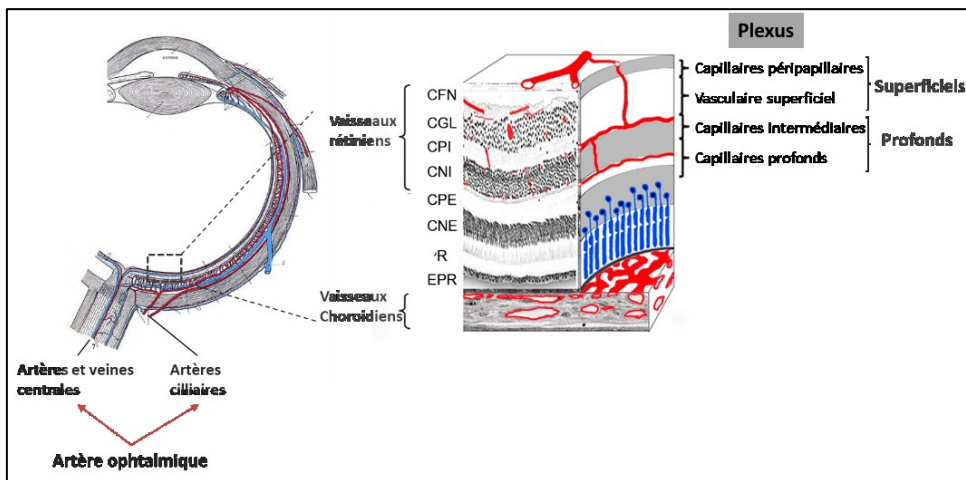 Plexus
Capillaires péripapillaires
Vasculaire superficiel
Superficiels
Capillaires intermédiaires
Capillaires profonds
Profonds
Vaisseaux
rétiniens
CFN
CGL
CPI
CNI
CPE
CNE
R
EPR
Vaisseaux
Choroïdiens
Artères et veines
centrales
Artères
cilliaires
Artère ophtalmique